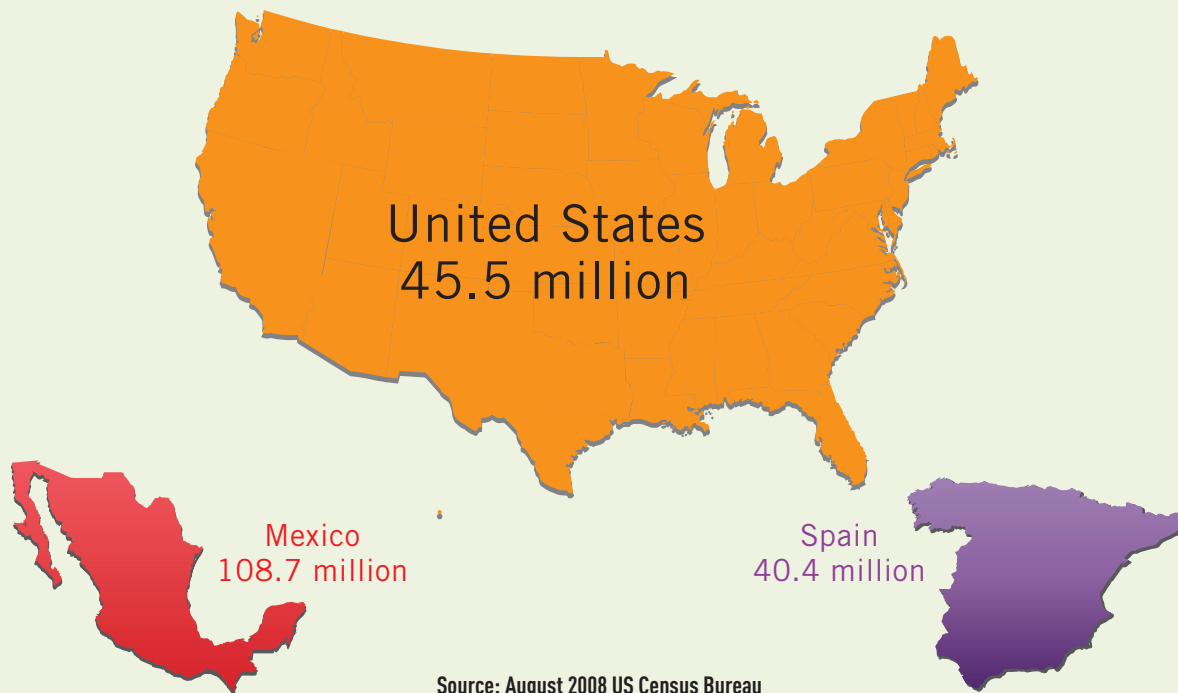 United States
45.5 million
Mexico
108.7 million
Spain
40.4 million
Source: August 2008 US Census Bureau